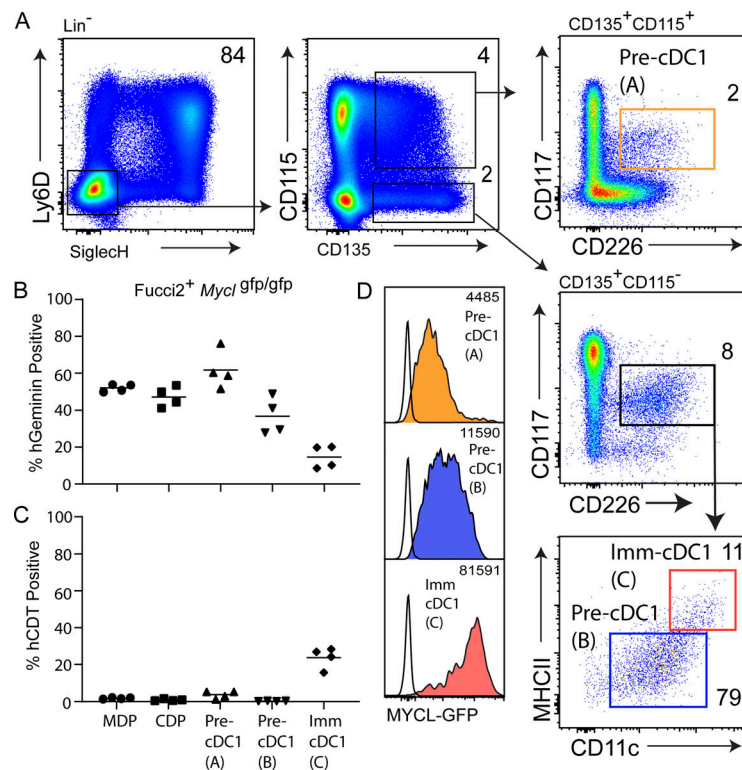 A
Lin-
84
Ly6D
SiglecH
4
2
CD115
CD135
CD135+CD115+
Pre-cDC1
(A)
2
CD117
CD226
B
Fucci2+ Mycl gfp/gfp
% hGeminin Positive
100
80
60
40
20
0
C
% hCDT Positive
100
80
60
40
20
0
MDP
CDP
Pre-
cDC1
(A)
Pre-
cDC1
(B)
Imm
cDC1
(C)
D
4485
Pre-
cDC1
(A)
11590
Pre-
cDC1
(B)
81591
Imm
cDC1
(C)
MYCL-GFP
CD135+CD115-
8
CD117
CD226
Imm-cDC1 11
(C)
Pre-cDC1
(B)
79
MHCII
CD11c